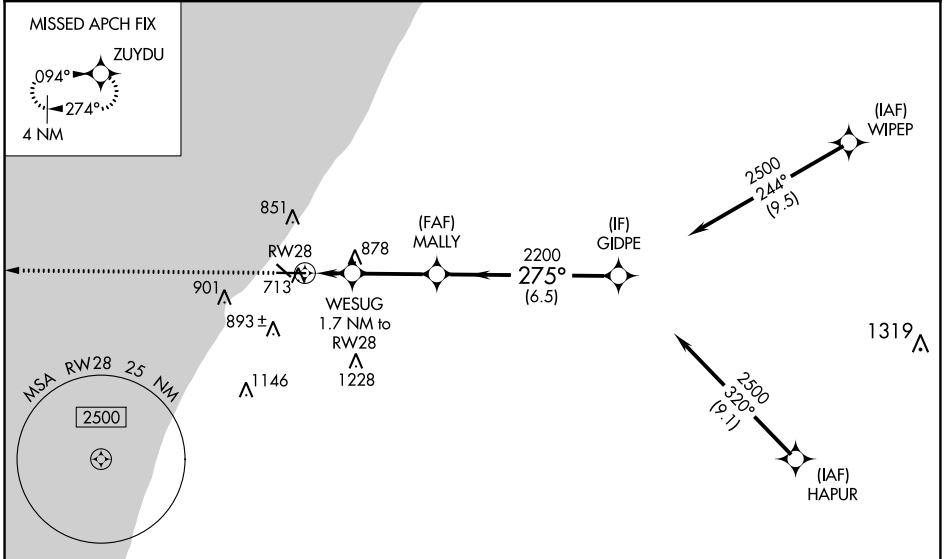 MISSED APCH FIX
ZUYDU
094°
274°
4 NM
(IAF)
WIPEP
2500
244°
(9.5)
851
RW28
878
(FAF)
MALLY
(IF)
GIDPE
2200
275°
(6.5)
713
901
WESUG
1.7 NM to
RW28
893 ±
1319
1146
1228
MSA RW28 25 NM
2500
2500
320°
(9.1)
(IAF)
HAPUR